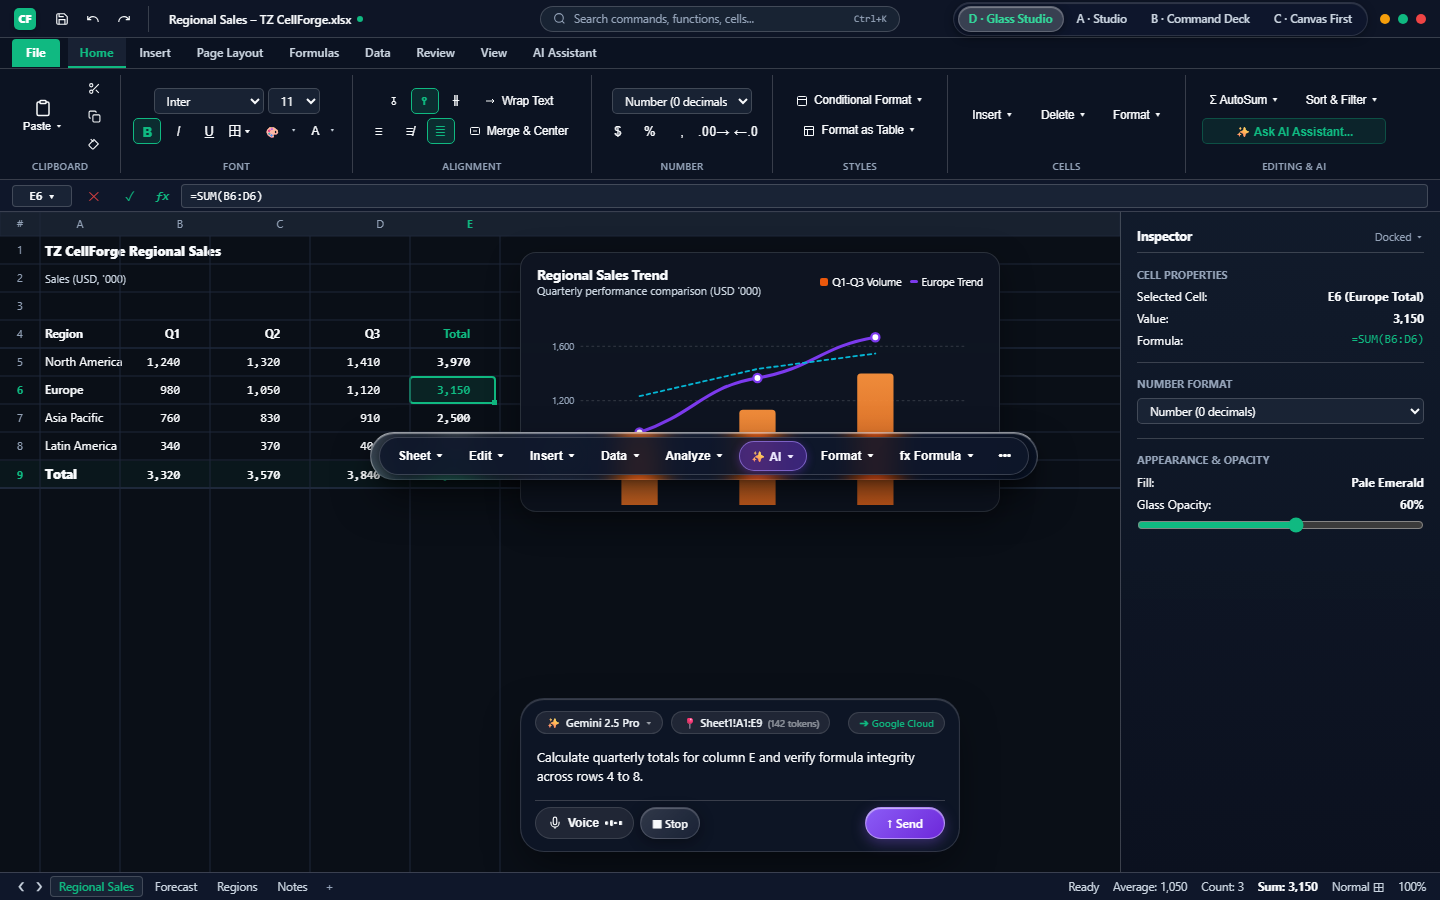 CF
Regional Sales – TZ CellForge.xlsx
Search commands, functions, cells...
Ctrl+K
D · Glass Studio
A · Studio
B · Command Deck
C · Canvas First
File
Home
Insert
Page Layout
Formulas
Data
Review
View
AI Assistant
Paste
CLIPBOARD
Inter
11
B
I
U
A
FONT
Wrap Text
Merge & Center
ALIGNMENT
Number (0 decimals
$
%
,
.00→
←.0
NUMBER
Conditional Format
Format as Table
STYLES
Insert
Delete
Format
CELLS
Σ AutoSum
Sort & Filter
Ask AI Assistant...
EDITING & AI
E6
fx
=SUM(B6:D6)
# A B C D E
1 TZ CellForge Regional Sales
2 Sales (USD, '000)
3
4 Region Q1 Q2 Q3 Total
5 North America 1,240 1,320 1,410 3,970
6 Europe 980 1,050 1,120 3,150
7 Asia Pacific 760 830 910 2,500
8 Latin America 340 370 40
9 Total 3,320 3,570 3,840
Regional Sales Trend
Quarterly performance comparison (USD '000)
Q1-Q3 Volume
Europe Trend
1,600
1,200
Sheet
Edit
Insert
Data
Analyze
AI
Format
fx Formula
•••
Gemini 2.5 Pro
Sheet1!A1:E9 (142 tokens)
➔ Google Cloud
Calculate quarterly totals for column E and verify formula integrity
across rows 4 to 8.
Voice
Stop
↑ Send
Inspector
Docked
CELL PROPERTIES
Selected Cell: E6 (Europe Total)
Value: 3,150
Formula: =SUM(B6:D6)
NUMBER FORMAT
Number (0 decimals)
APPEARANCE & OPACITY
Fill: Pale Emerald
Glass Opacity: 60%
Regional Sales
Forecast
Regions
Notes
+
Ready
Average: 1,050
Count: 3
Sum: 3,150
Normal
100%